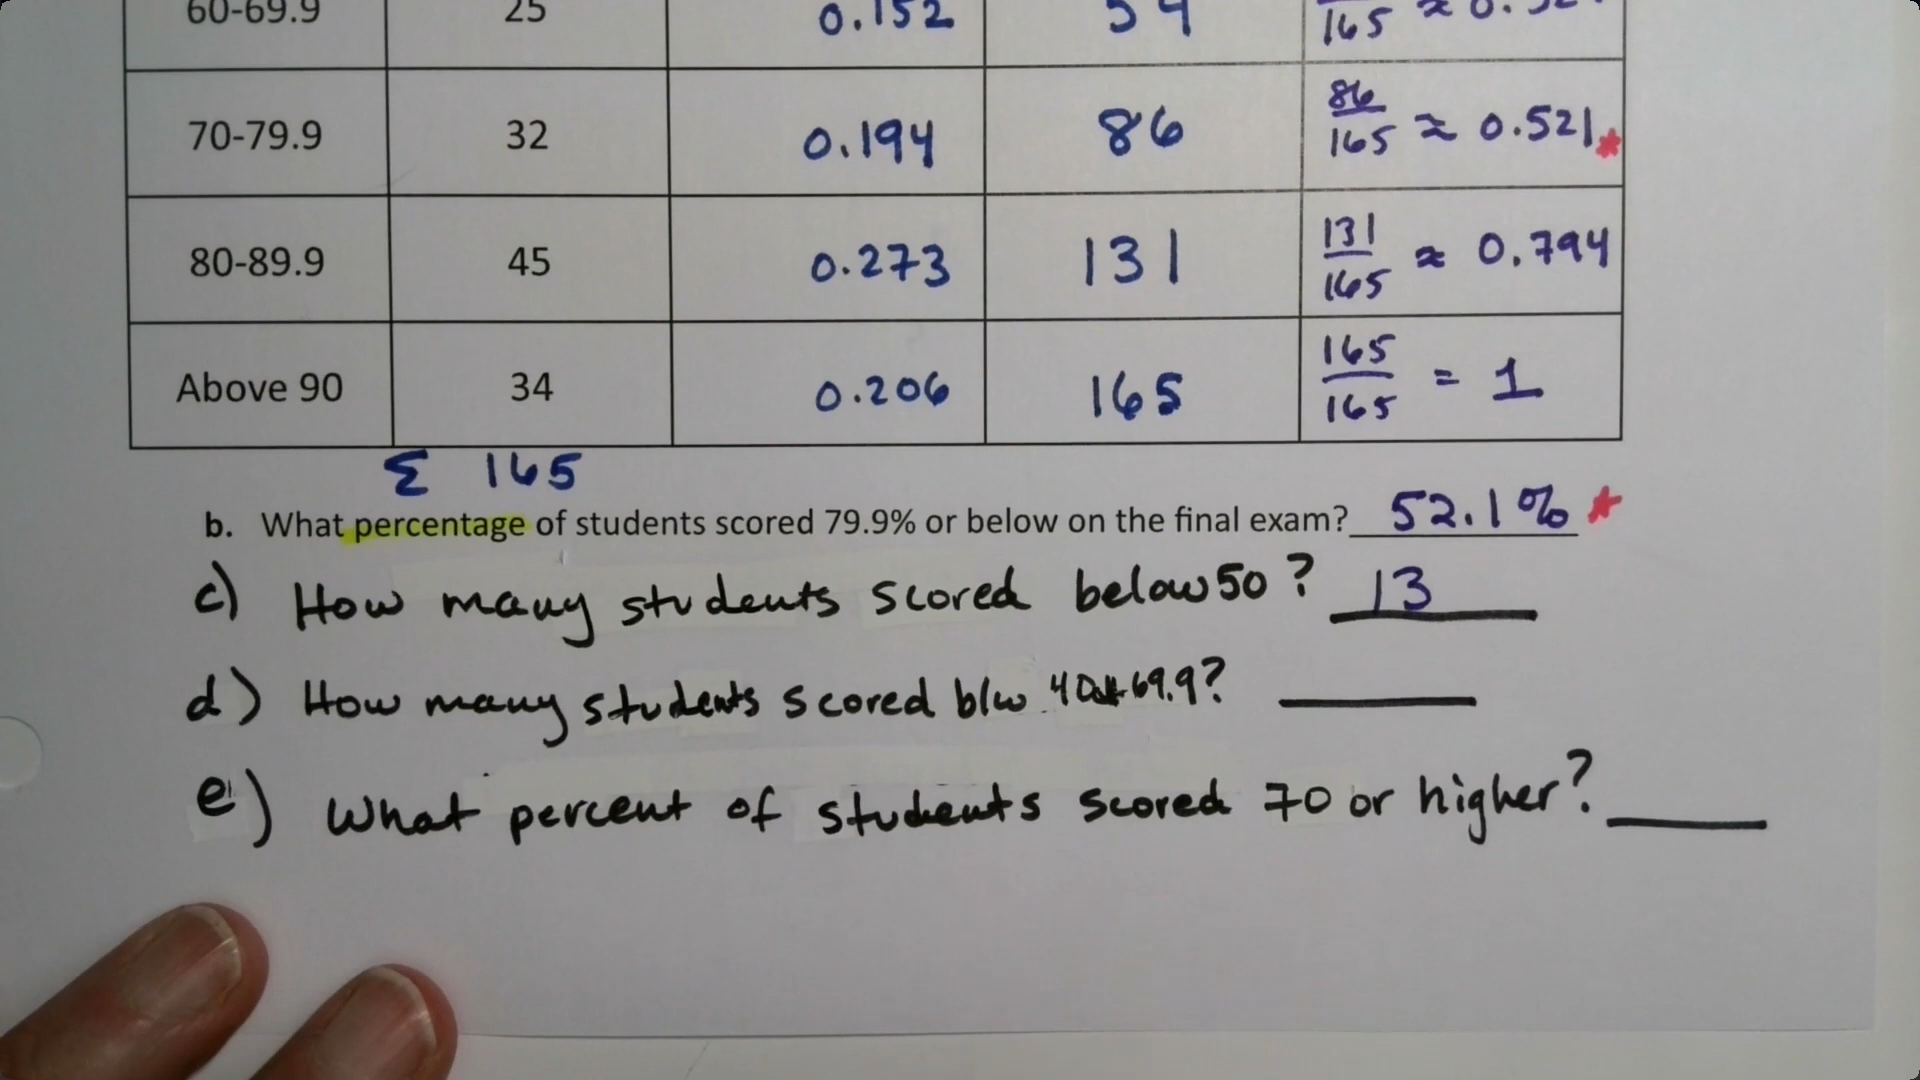 60-69.9 25 0.152 54 165 ≈ 0.32
70-79.9 32 0.194 86 86/165 ≈ 0.521*
80-89.9 45 0.273 131 131/165 ≈ 0.794
Above 90 34 0.206 165 165/165 = 1
Σ 165
b. What percentage of students scored 79.9% or below on the final exam? 52.1% *
c) How many students scored below 50? 13
d) How many students scored b/w 40 69.9?
e) What percent of students scored 70 or higher?